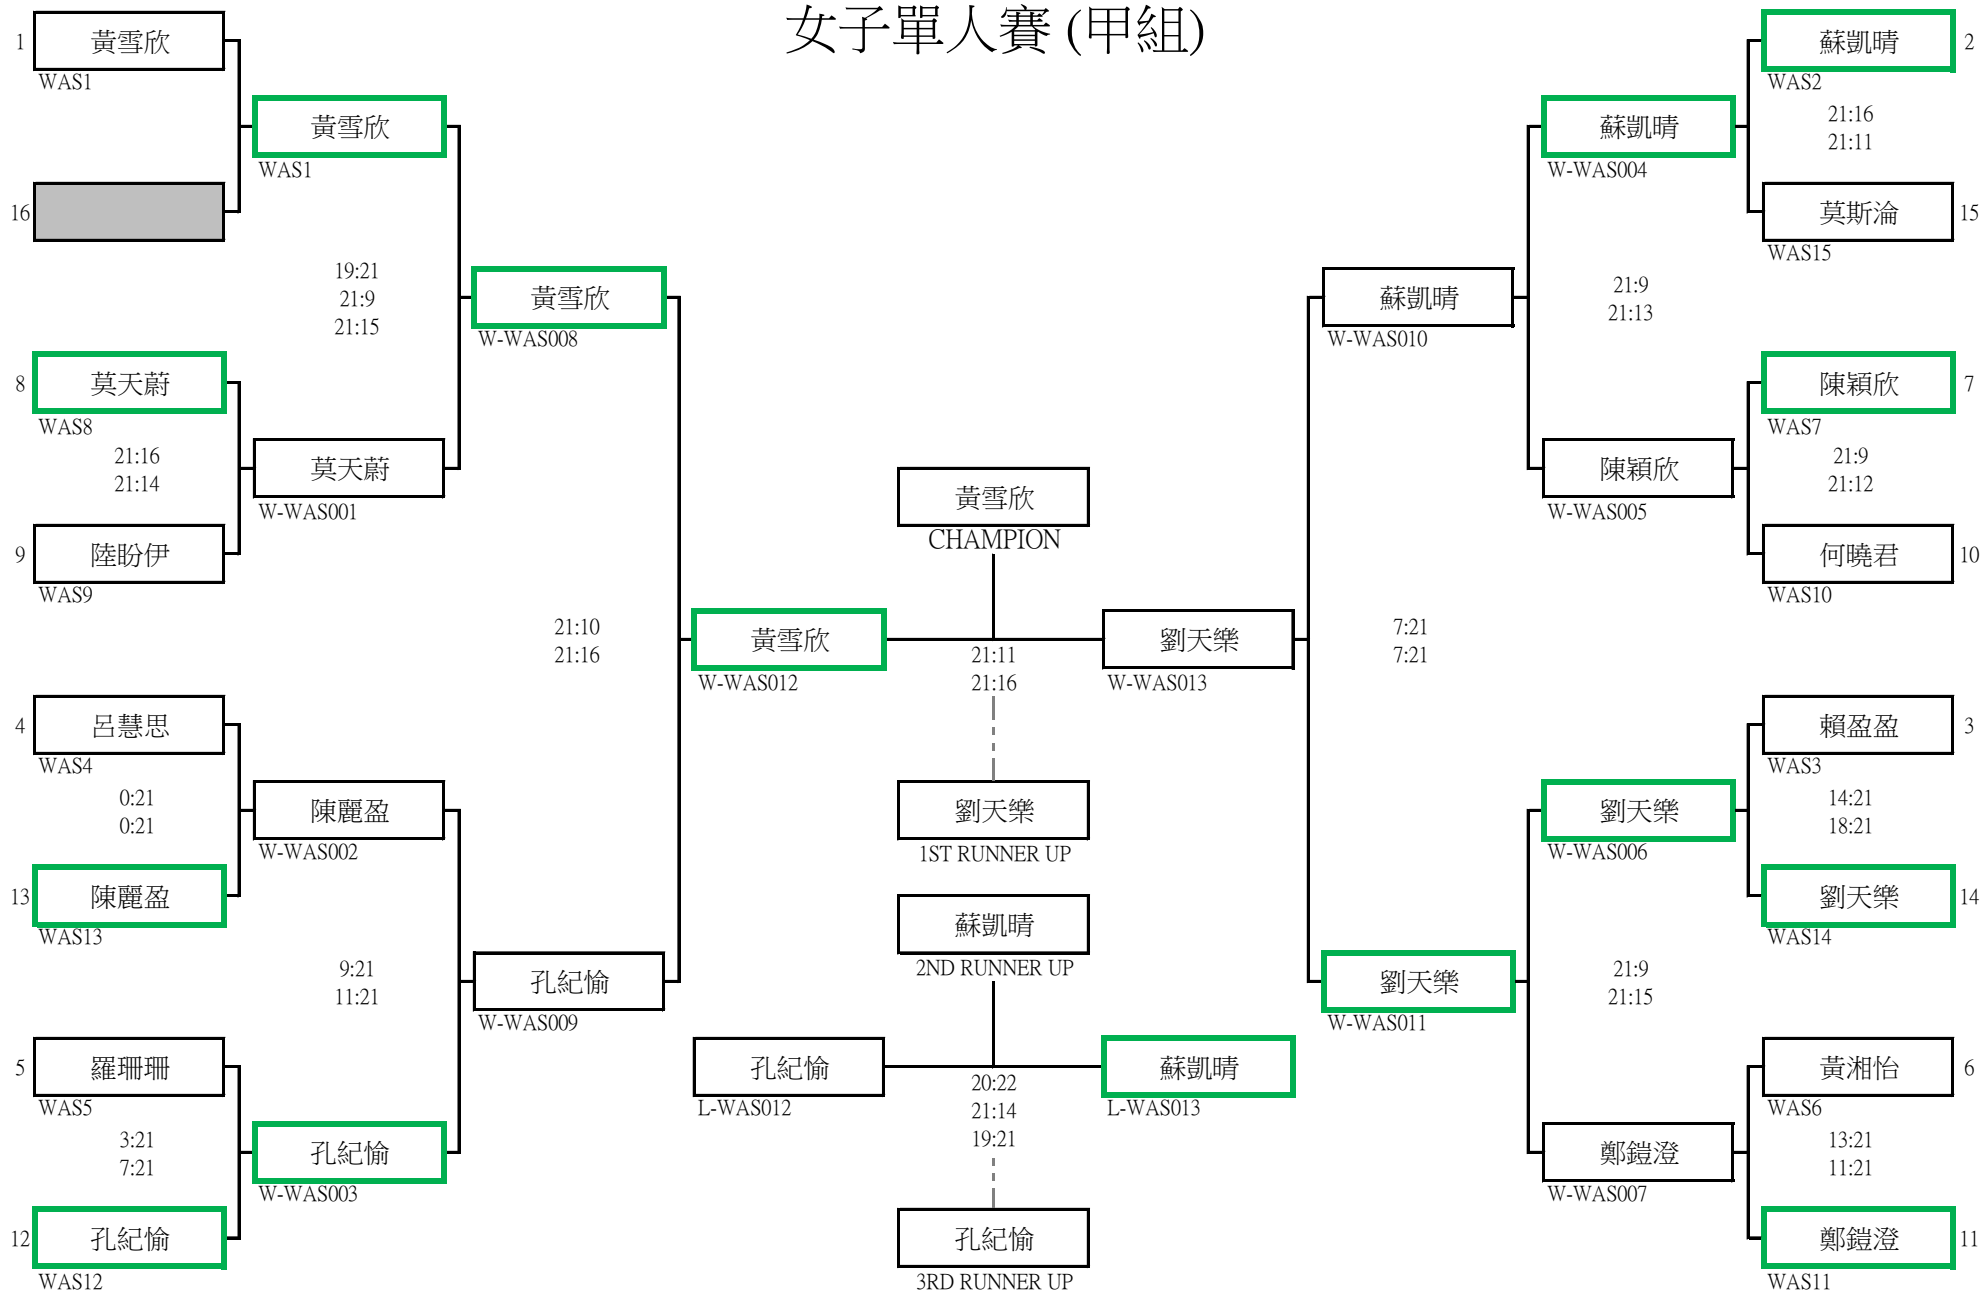 女子單人賽 (甲組)
1
黃雪欣
WAS1
黃雪欣
WAS1
16
19:21
21:9
21:15
黃雪欣
W-WAS008
8
莫天蔚
WAS8
21:16
21:14
莫天蔚
W-WAS001
9
陸盼伊
WAS9
21:10
21:16
黃雪欣
W-WAS012
4
呂慧思
WAS4
0:21
0:21
陳麗盈
W-WAS002
13
陳麗盈
WAS13
9:21
11:21
孔紀愉
W-WAS009
5
羅珊珊
WAS5
3:21
7:21
孔紀愉
W-WAS003
12
孔紀愉
WAS12
黃雪欣
CHAMPION
21:11
21:16
劉天樂
1ST RUNNER UP
蘇凱晴
2ND RUNNER UP
孔紀愉
L-WAS012
20:22
21:14
19:21
蘇凱晴
L-WAS013
孔紀愉
3RD RUNNER UP
劉天樂
W-WAS013
7:21
7:21
蘇凱晴
W-WAS010
蘇凱晴
W-WAS004
蘇凱晴
2
WAS2
21:16
21:11
莫斯淪
15
WAS15
21:9
21:13
陳穎欣
7
WAS7
21:9
21:12
陳穎欣
W-WAS005
何曉君
10
WAS10
賴盈盈
3
WAS3
14:21
18:21
劉天樂
W-WAS006
劉天樂
14
WAS14
劉天樂
W-WAS011
21:9
21:15
黃湘怡
6
WAS6
13:21
11:21
鄭鎧澄
W-WAS007
鄭鎧澄
11
WAS11